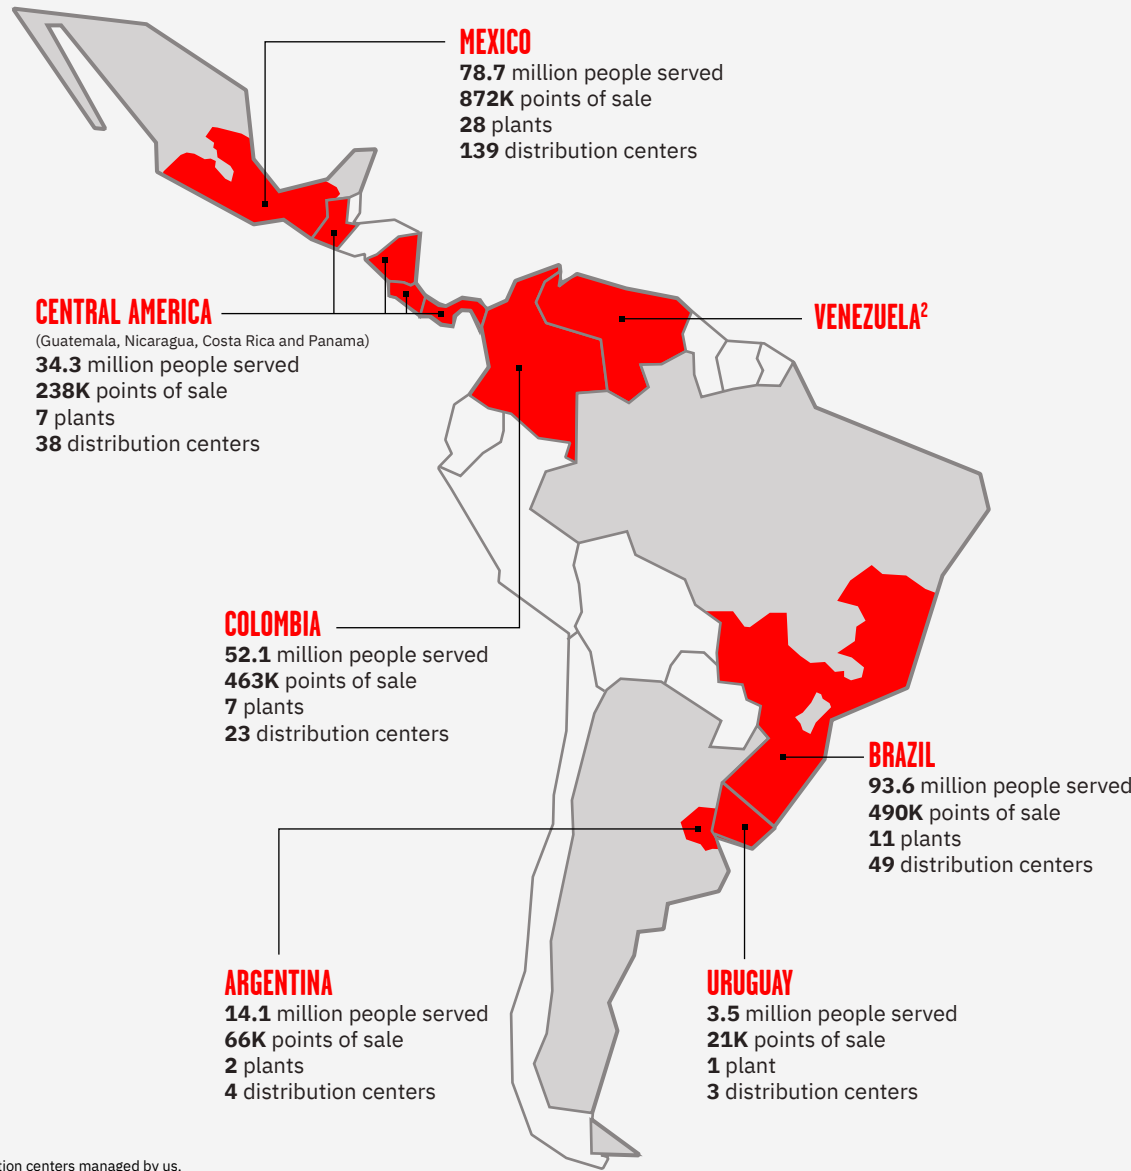 MEXICO
78.7 million people served
872K points of sale
28 plants
139 distribution centers
CENTRAL AMERICA
(Guatemala, Nicaragua, Costa Rica and Panama)
34.3 million people served
238K points of sale
7 plants
38 distribution centers
VENEZUELA²
COLOMBIA
52.1 million people served
463K points of sale
7 plants
23 distribution centers
BRAZIL
93.6 million people served
490K points of sale
11 plants
49 distribution centers
ARGENTINA
14.1 million people served
66K points of sale
2 plants
4 distribution centers
URUGUAY
3.5 million people served
21K points of sale
1 plant
3 distribution centers
centers managed by us.